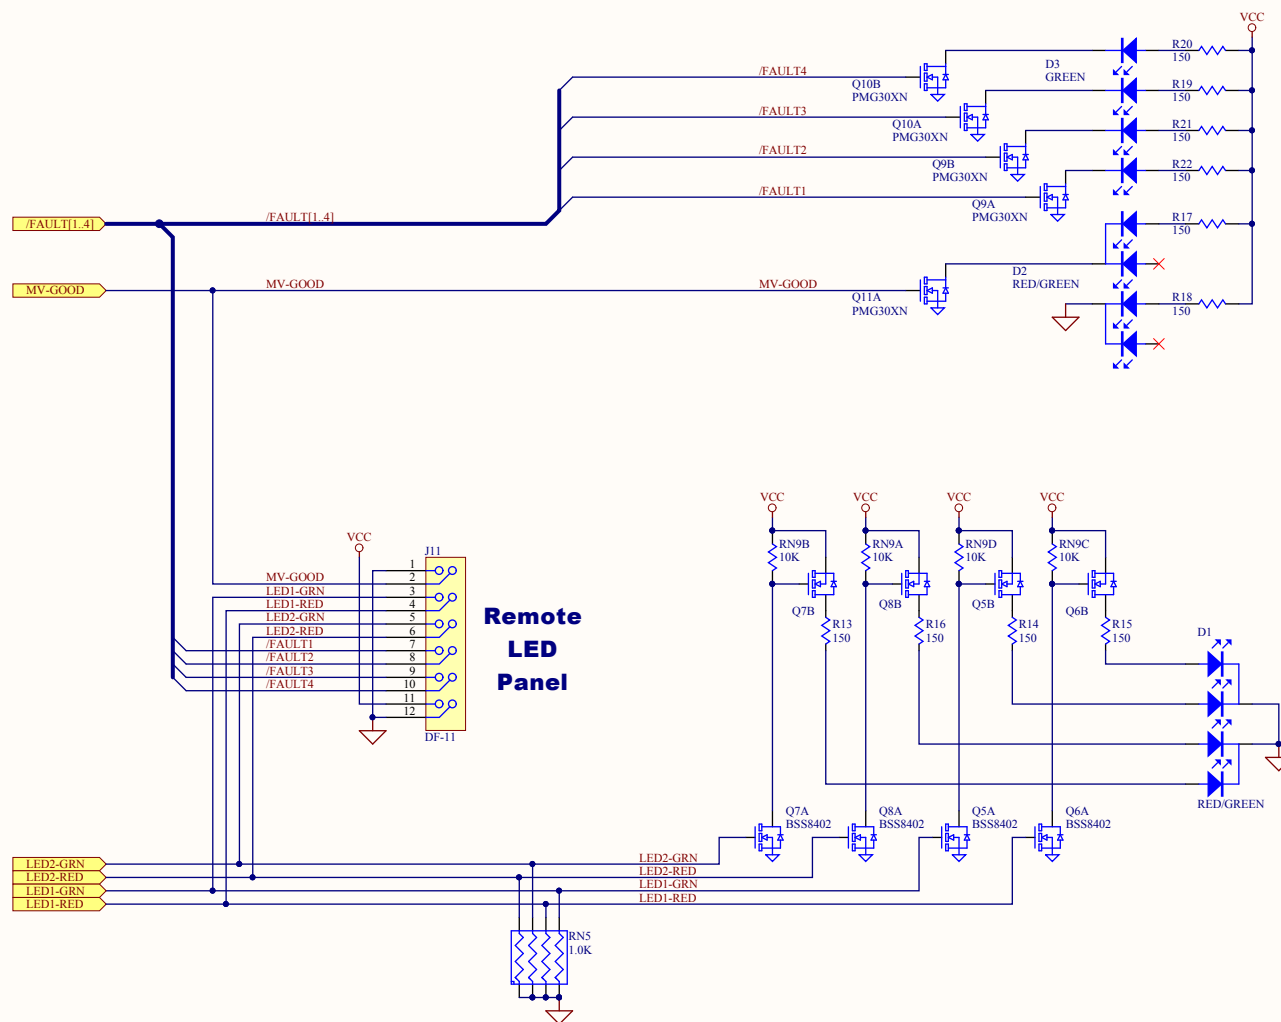 VCC
R20
150
D3
GREEN
/FAULT4
Q10B
PMG30XN
R19
150
/FAULT3
Q10A
PMG30XN
R21
150
/FAULT2
Q9B
PMG30XN
R22
150
/FAULT1
Q9A
PMG30XN
/FAULT[1..4]
/FAULT[1..4]
R17
150
D2
RED/GREEN
MV-GOOD
MV-GOOD
MV-GOOD
Q11A
PMG30XN
R18
150
VCC
VCC
VCC
VCC
RN9B
10K
RN9A
10K
RN9D
10K
RN9C
10K
Q7B
Q8B
Q5B
Q6B
R13
150
R16
150
R14
150
R15
150
D1
RED/GREEN
VCC
J11
1
MV-GOOD 2
LED1-GRN 3
LED1-RED 4
LED2-GRN 5
LED2-RED 6
/FAULT1 7
/FAULT2 8
/FAULT3 9
/FAULT4 10
11
12
DF-11
Remote
LED
Panel
Q7A
BSS8402
Q8A
BSS8402
Q5A
BSS8402
Q6A
BSS8402
LED2-GRN
LED2-RED
LED1-GRN
LED1-RED
LED2-GRN
LED2-RED
LED1-GRN
LED1-RED
RN5
1.0K